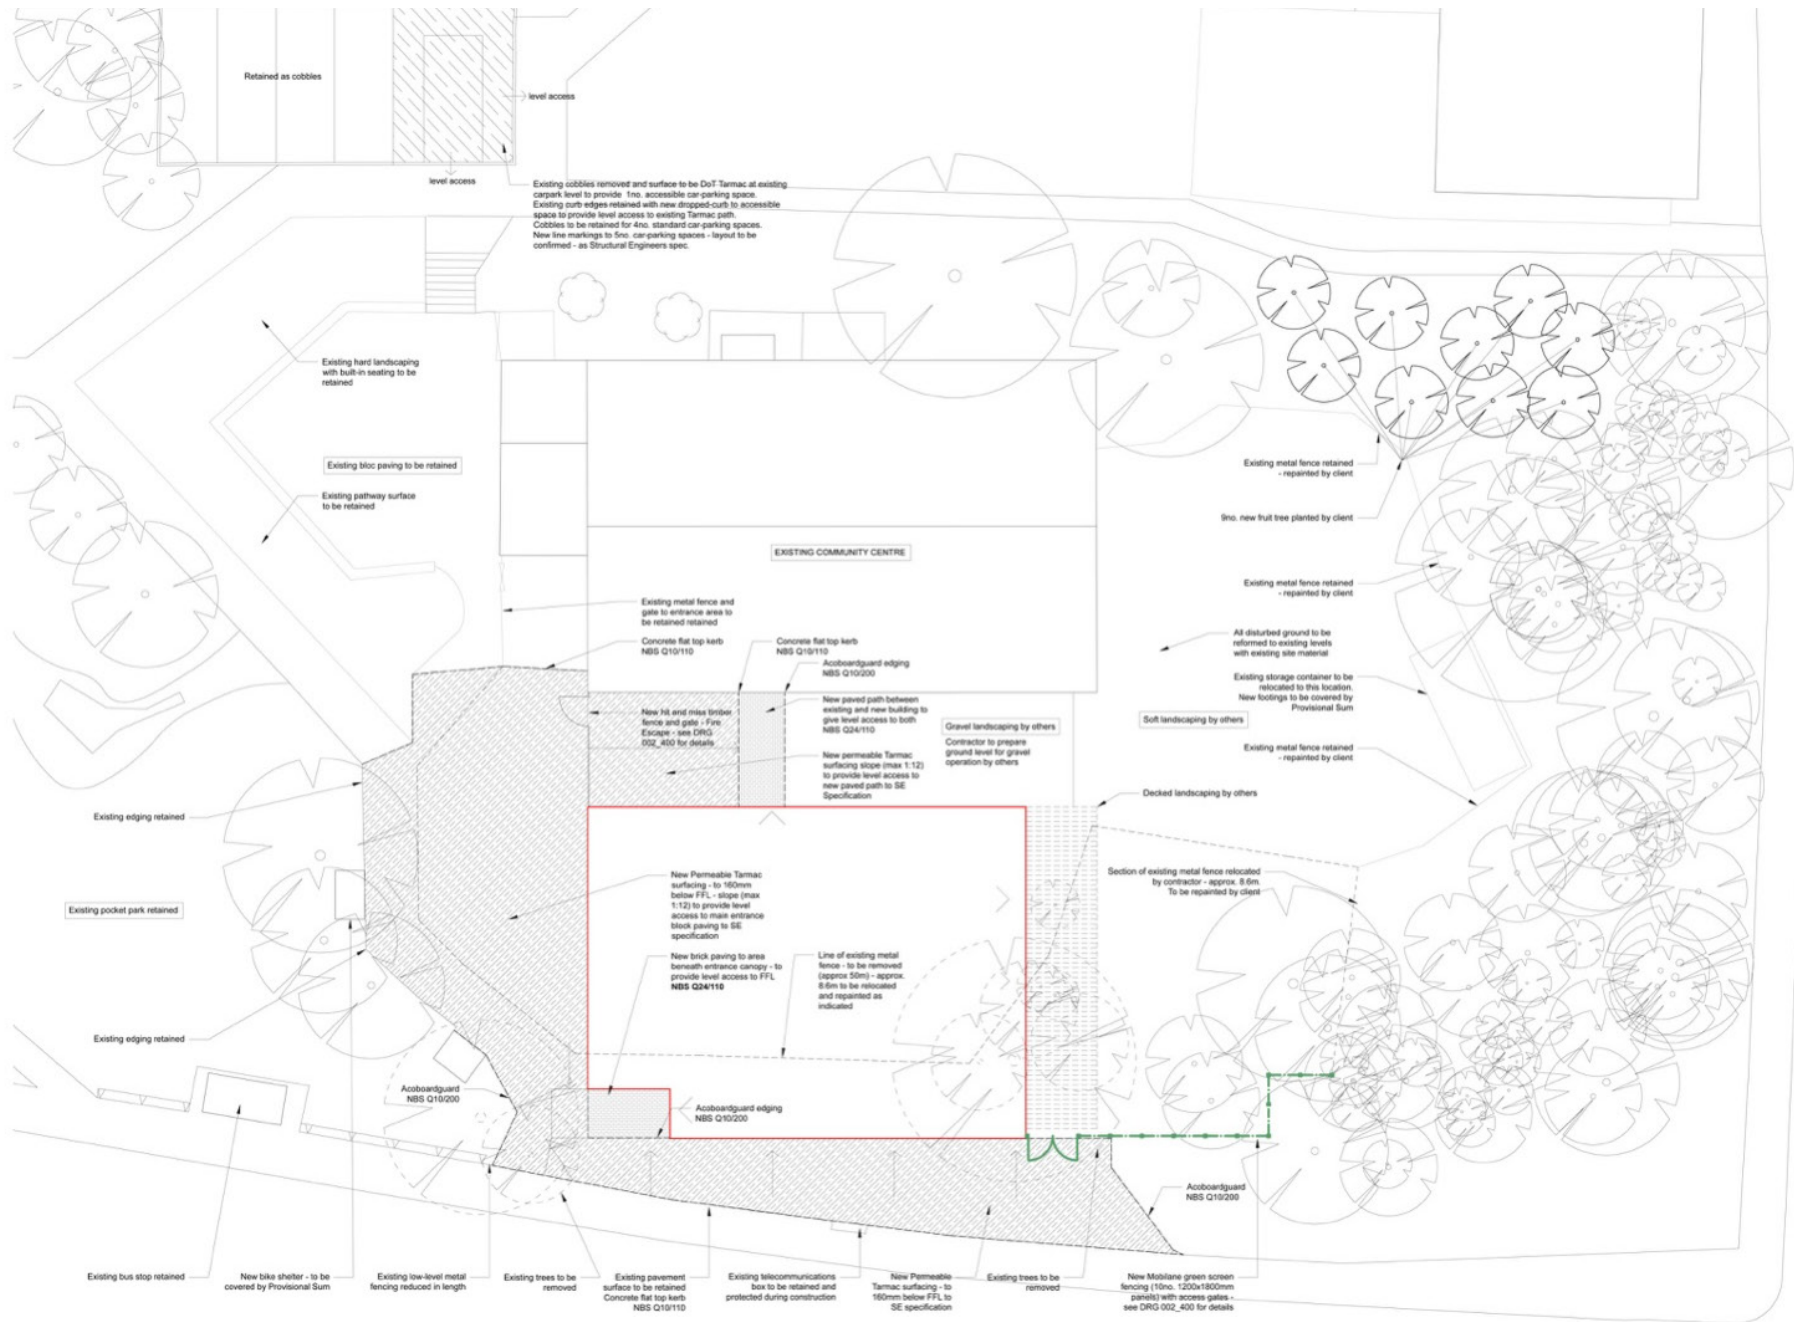 Retained as cobbles
level access
level access
Existing cobbles removed and surface to be DoT Tarmac at existing
carpark level to provide 1no. accessible car-parking space.
Existing curb edges retained with new dropped-curb to accessible
space to provide level access to existing Tarmac path.
Cobbles to be retained for 4no. standard car-parking spaces.
New line markings to 5no. car-parking spaces - layout to be
confirmed - as Structural Engineers spec.
Existing hard landscaping
with built-in seating to be
retained
Existing bloc paving to be retained
Existing pathway surface
to be retained
Existing metal fence retained
- repainted by client
9no. new fruit tree planted by client
EXISTING COMMUNITY CENTRE
Existing metal fence retained
- repainted by client
Existing metal fence and
gate to entrance area to
be retained retained
Concrete flat top kerb
NBS Q10/110
Concrete flat top kerb
NBS Q10/110
Acoboardguard edging
NBS Q10/200
All disturbed ground to be
reformed to existing levels
with existing site material
Existing storage container to be
relocated to this location.
New footings to be covered by
Provisional Sum
New hit and miss timber
fence and gate - Fire
Escape - see DRG
002_400 for details
New paved path between
existing and new building to
give level access to both
NBS Q24/110
Gravel landscaping by others
Contractor to prepare
ground level for gravel
operation by others
Soft landscaping by others
Existing metal fence retained
- repainted by client
New permeable Tarmac
surfacing slope (max 1:12)
to provide level access to
new paved path to SE
Specification
Decked landscaping by others
Existing edging retained
New Permeable Tarmac
surfacing - to 160mm
below FFL - slope (max
1:12) to provide level
access to main entrance
block paving to SE
specification
Section of existing metal fence relocated
by contractor - approx. 8.6m.
To be repainted by client
Existing pocket park retained
New brick paving to area
beneath entrance canopy - to
provide level access to FFL
NBS Q24/110
Line of existing metal
fence - to be removed
(approx 50m) - approx.
8.6m to be relocated
and repainted as
indicated
Existing edging retained
Acoboardguard
NBS Q10/200
Acoboardguard edging
NBS Q10/200
Acoboardguard
NBS Q10/200
Existing bus stop retained
New bike shelter - to be
covered by Provisional Sum
Existing low-level metal
fencing reduced in length
Existing trees to be
removed
Existing pavement
surface to be retained
Concrete flat top kerb
NBS Q10/110
Existing telecommunications
box to be retained and
protected during construction
New Permeable
Tarmac surfacing - to
160mm below FFL to
SE specification
Existing trees to be
removed
New Mobilane green screen
fencing (10no. 1200x1800mm
panels) with access gates -
see DRG 002_400 for details